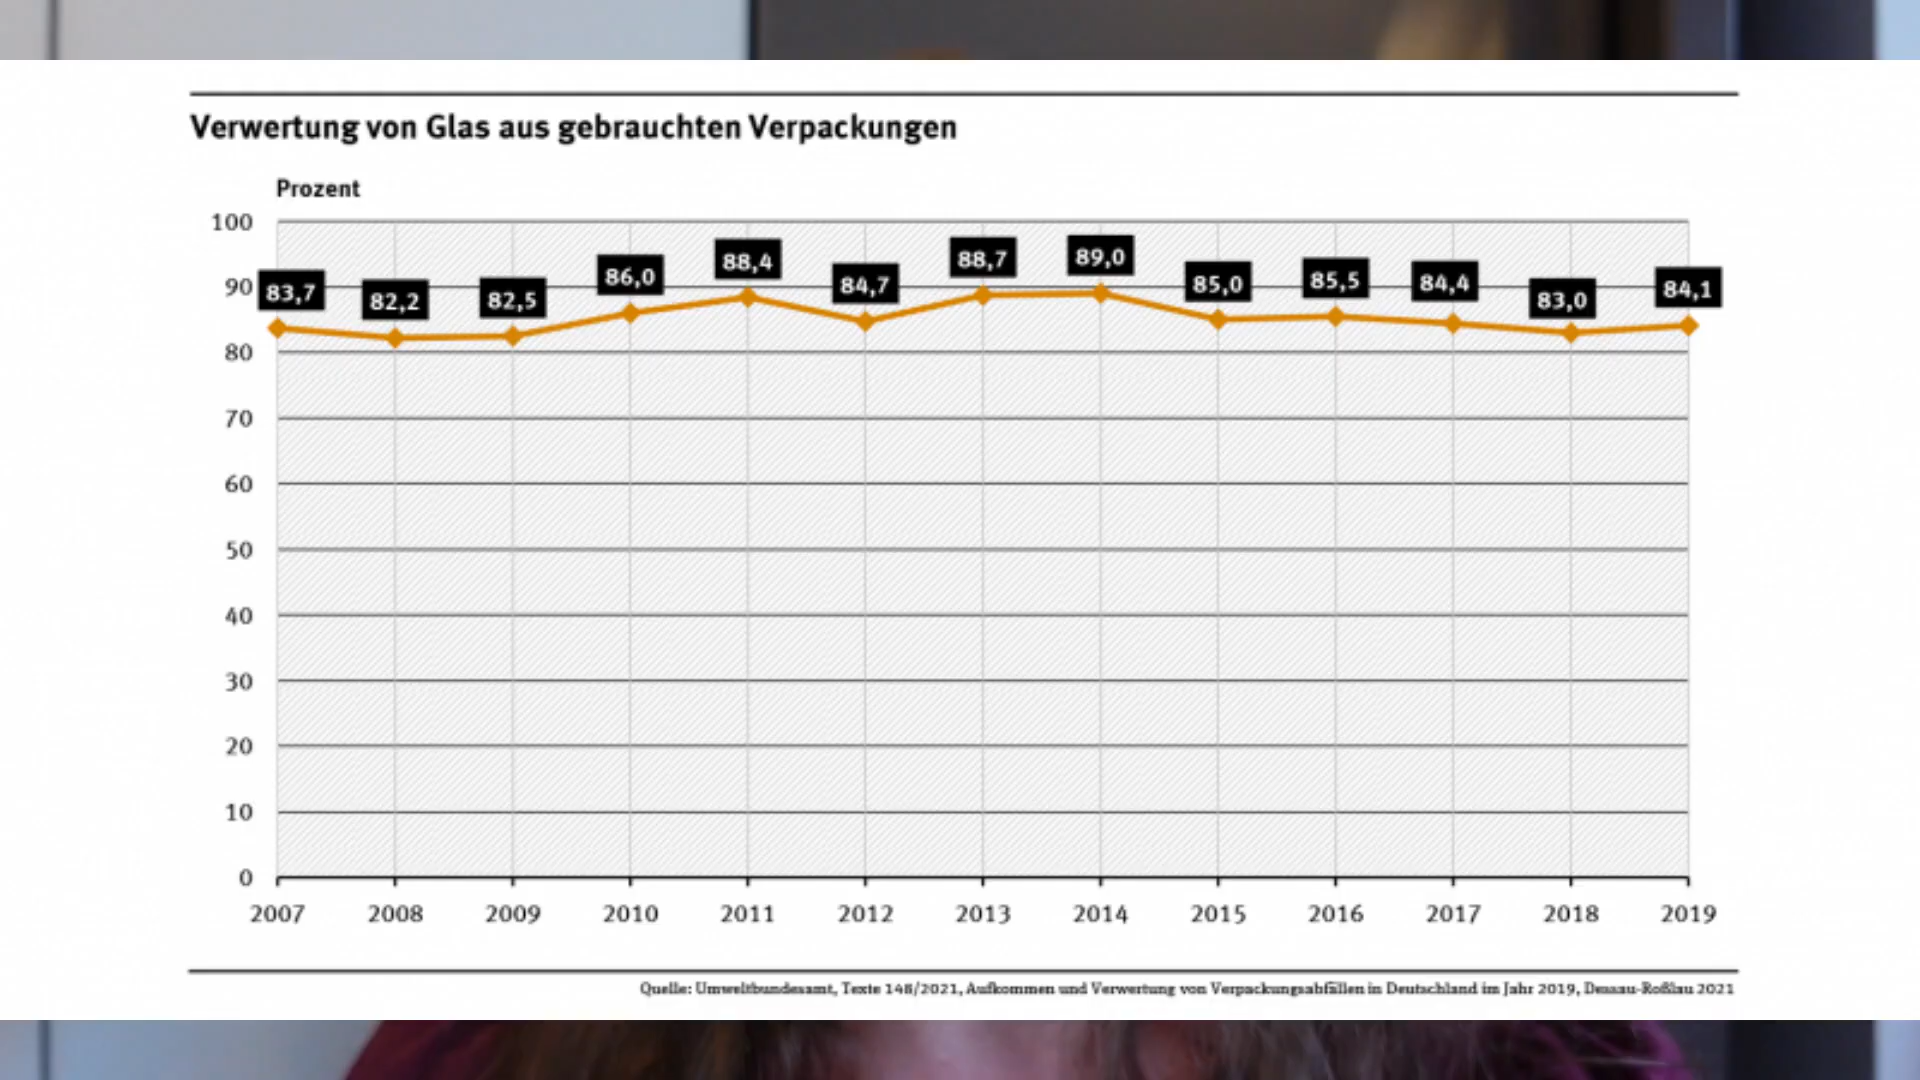 Verwertung von Glas aus gebrauchten Verpackungen
Prozent
100
90
80
70
60
50
40
30
20
10
0
83,7 82,2 82,5 86,0 88,4 84,7 88,7 89,0 85,0 85,5 84,4 83,0 84,1
2007 2008 2009 2010 2011 2012 2013 2014 2015 2016 2017 2018 2019
Quelle: Umweltbundesamt, Texte 148/2021, Aufkommen und Verwertung von Verpackungsabfällen in Deutschland im Jahr 2019, Dessau-Roßlau 2021